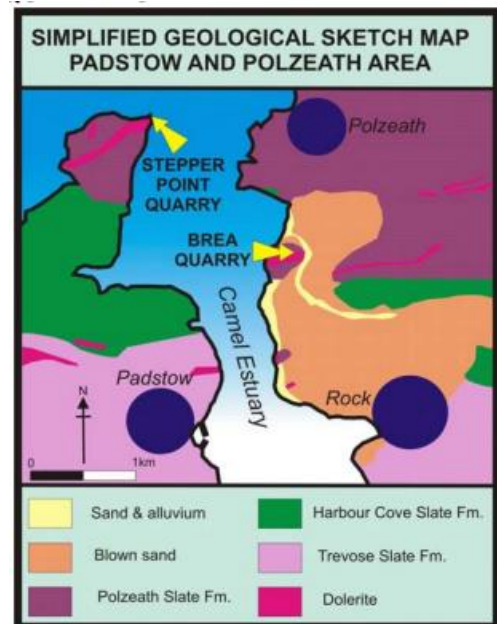 SIMPLIFIED GEOLOGICAL SKETCH MAP
PADSTOW AND POLZEATH AREA
Polzeath
STEPPER
POINT
QUARRY
BREA
QUARRY
Camel Estuary
Padstow
Rock
N
0
1km
Sand & alluvium
Harbour Cove Slate Fm.
Blown sand
Trevose Slate Fm.
Polzeath Slate Fm.
Dolerite